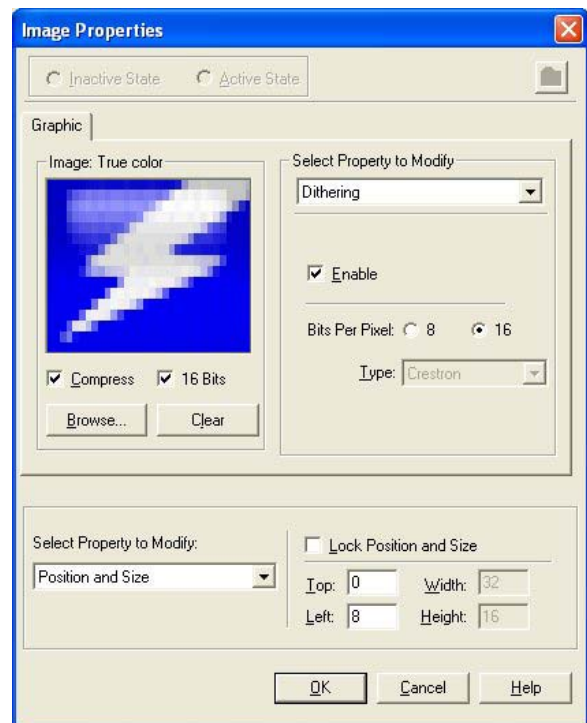 Image Properties
Inactive State Active State
Graphic
Image: True color
Select Property to Modify
Dithering
Enable
Bits Per Pixel: 8 16
Type: Crestron
Compress 16 Bits
Browse... Clear
Select Property to Modify:
Position and Size
Lock Position and Size
Top: 0 Width: 32
Left: 8 Height: 16
OK Cancel Help